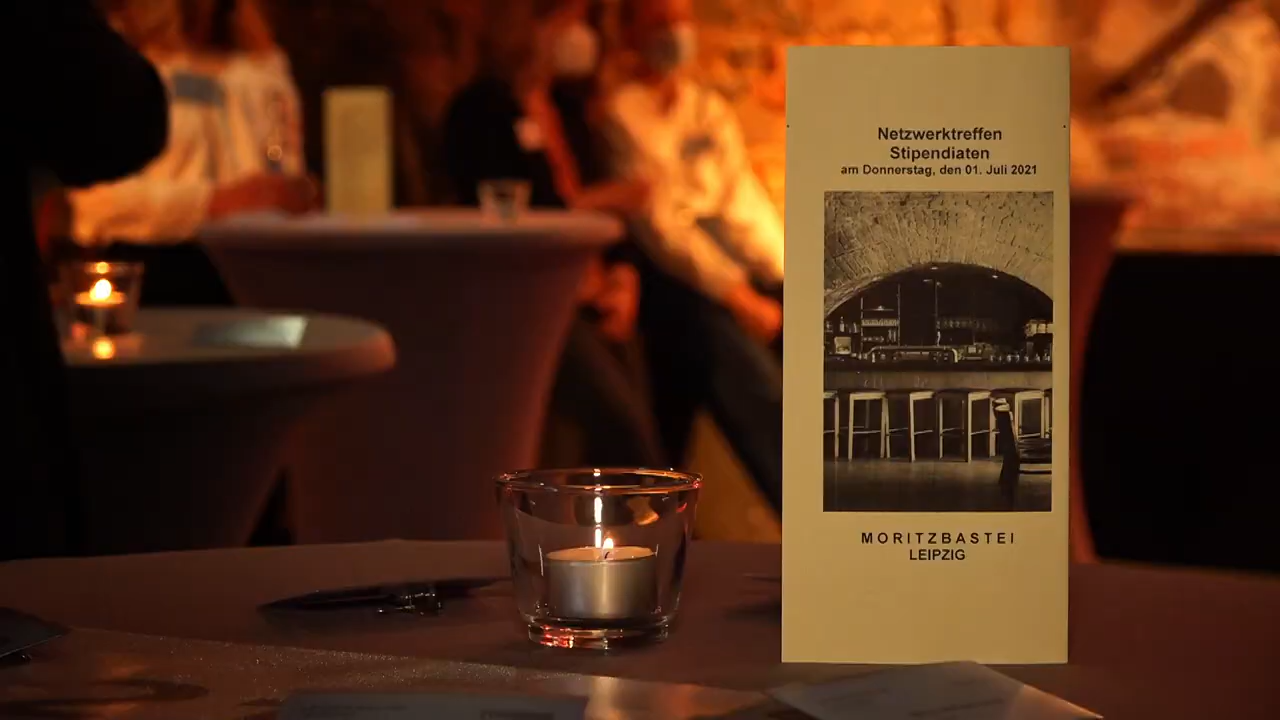 Netzwerktreffen
Stipendiaten
am Donnerstag, den 01. Juli 2021
MORITZBASTEI
LEIPZIG